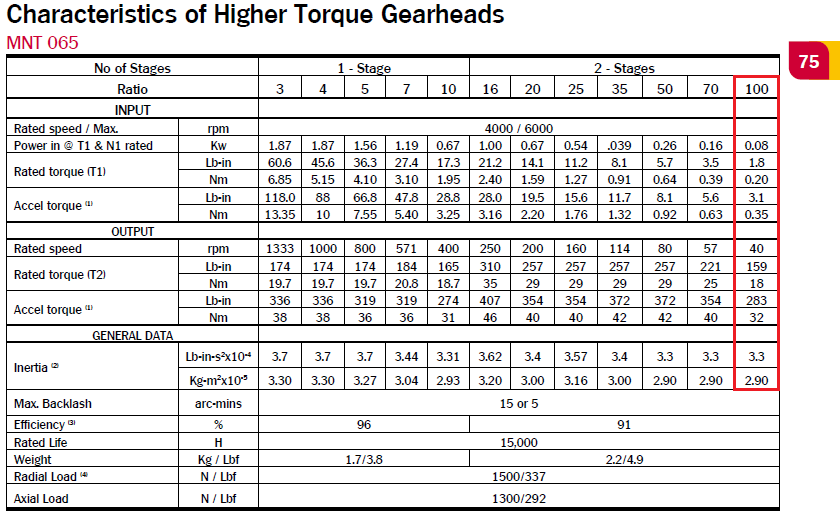 Characteristics of Higher Torque Gearheads
MNT 065
75
No of Stages 1 - Stage 2 - Stages
Ratio 3 4 5 7 10 16 20 25 35 50 70 100
INPUT
Rated speed / Max. rpm 4000 / 6000
Power in @ T1 & N1 rated Kw 1.87 1.87 1.56 1.19 0.67 1.00 0.67 0.54 .039 0.26 0.16 0.08
Rated torque (T1) Lb-in 60.6 45.6 36.3 27.4 17.3 21.2 14.1 11.2 8.1 5.7 3.5 1.8
Nm 6.85 5.15 4.10 3.10 1.95 2.40 1.59 1.27 0.91 0.64 0.39 0.20
Accel torque (1) Lb-in 118.0 88 66.8 47.8 28.8 28.0 19.5 15.6 11.7 8.1 5.6 3.1
Nm 13.35 10 7.55 5.40 3.25 3.16 2.20 1.76 1.32 0.92 0.63 0.35
OUTPUT
Rated speed rpm 1333 1000 800 571 400 250 200 160 114 80 57 40
Rated torque (T2) Lb-in 174 174 174 184 165 310 257 257 257 257 221 159
Nm 19.7 19.7 19.7 20.8 18.7 35 29 29 29 29 25 18
Accel torque (1) Lb-in 336 336 319 319 274 407 354 354 372 372 354 283
Nm 38 38 36 36 31 46 40 40 42 42 40 32
GENERAL DATA
Inertia (2) Lb-in-s²x10-⁴ 3.7 3.7 3.7 3.44 3.31 3.62 3.4 3.57 3.4 3.3 3.3 3.3
Kg-m²x10-⁵ 3.30 3.30 3.27 3.04 2.93 3.20 3.00 3.16 3.00 2.90 2.90 2.90
Max. Backlash arc-mins 15 or 5
Efficiency (3) % 96 91
Rated Life H 15,000
Weight Kg / Lbf 1.7/3.8 2.2/4.9
Radial Load (4) N / Lbf 1500/337
Axial Load N / Lbf 1300/292